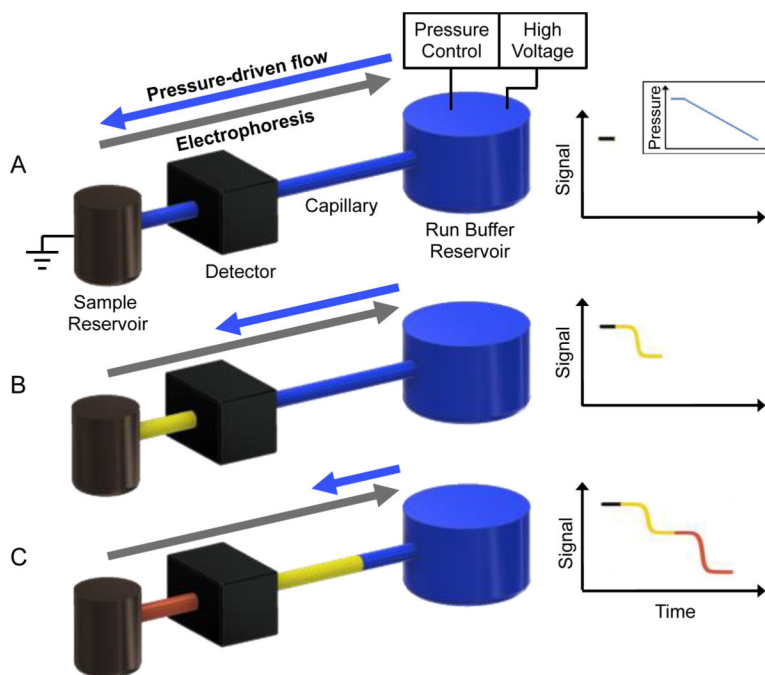 Pressure
Control
High
Voltage
Pressure-driven flow
Electrophoresis
A
Capillary
Detector
Sample
Reservoir
Run Buffer
Reservoir
Signal
Pressure
B
Signal
C
Signal
Time